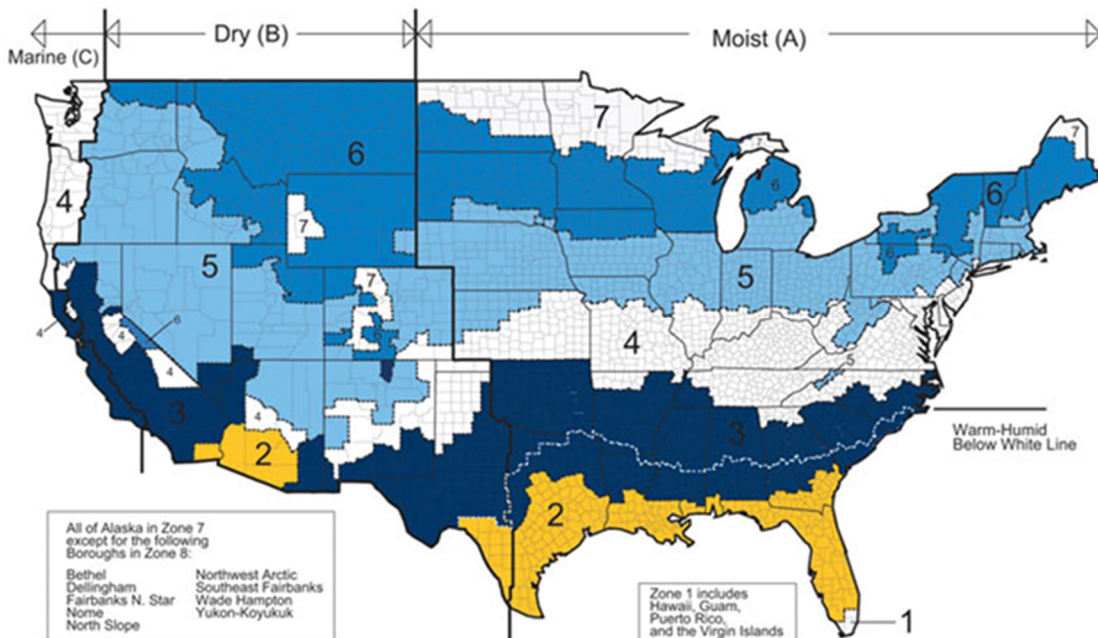 Marine (C)
Dry (B)
Moist (A)
7
7
6
6
6
4
7
6
5
7
5
4
6
4
4
5
4
3
4
3
2
2
1
Warm-Humid
Below White Line
All of Alaska in Zone 7
except for the following
Boroughs in Zone 8:
Bethel Northwest Arctic
Dellingham Southeast Fairbanks
Fairbanks N. Star Wade Hampton
Nome Yukon-Koyukuk
North Slope
Zone 1 includes
Hawaii, Guam,
Puerto Rico,
and the Virgin Islands